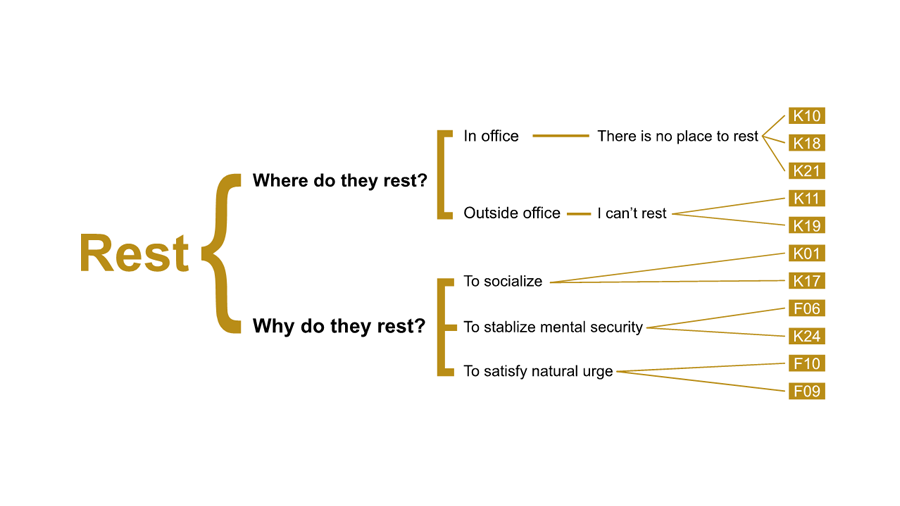 Rest
Where do they rest?
In office
There is no place to rest
K10
K18
K21
Outside office
I can't rest
K11
K19
Why do they rest?
To socialize
K01
K17
To stablize mental security
F06
K24
To satisfy natural urge
F10
F09